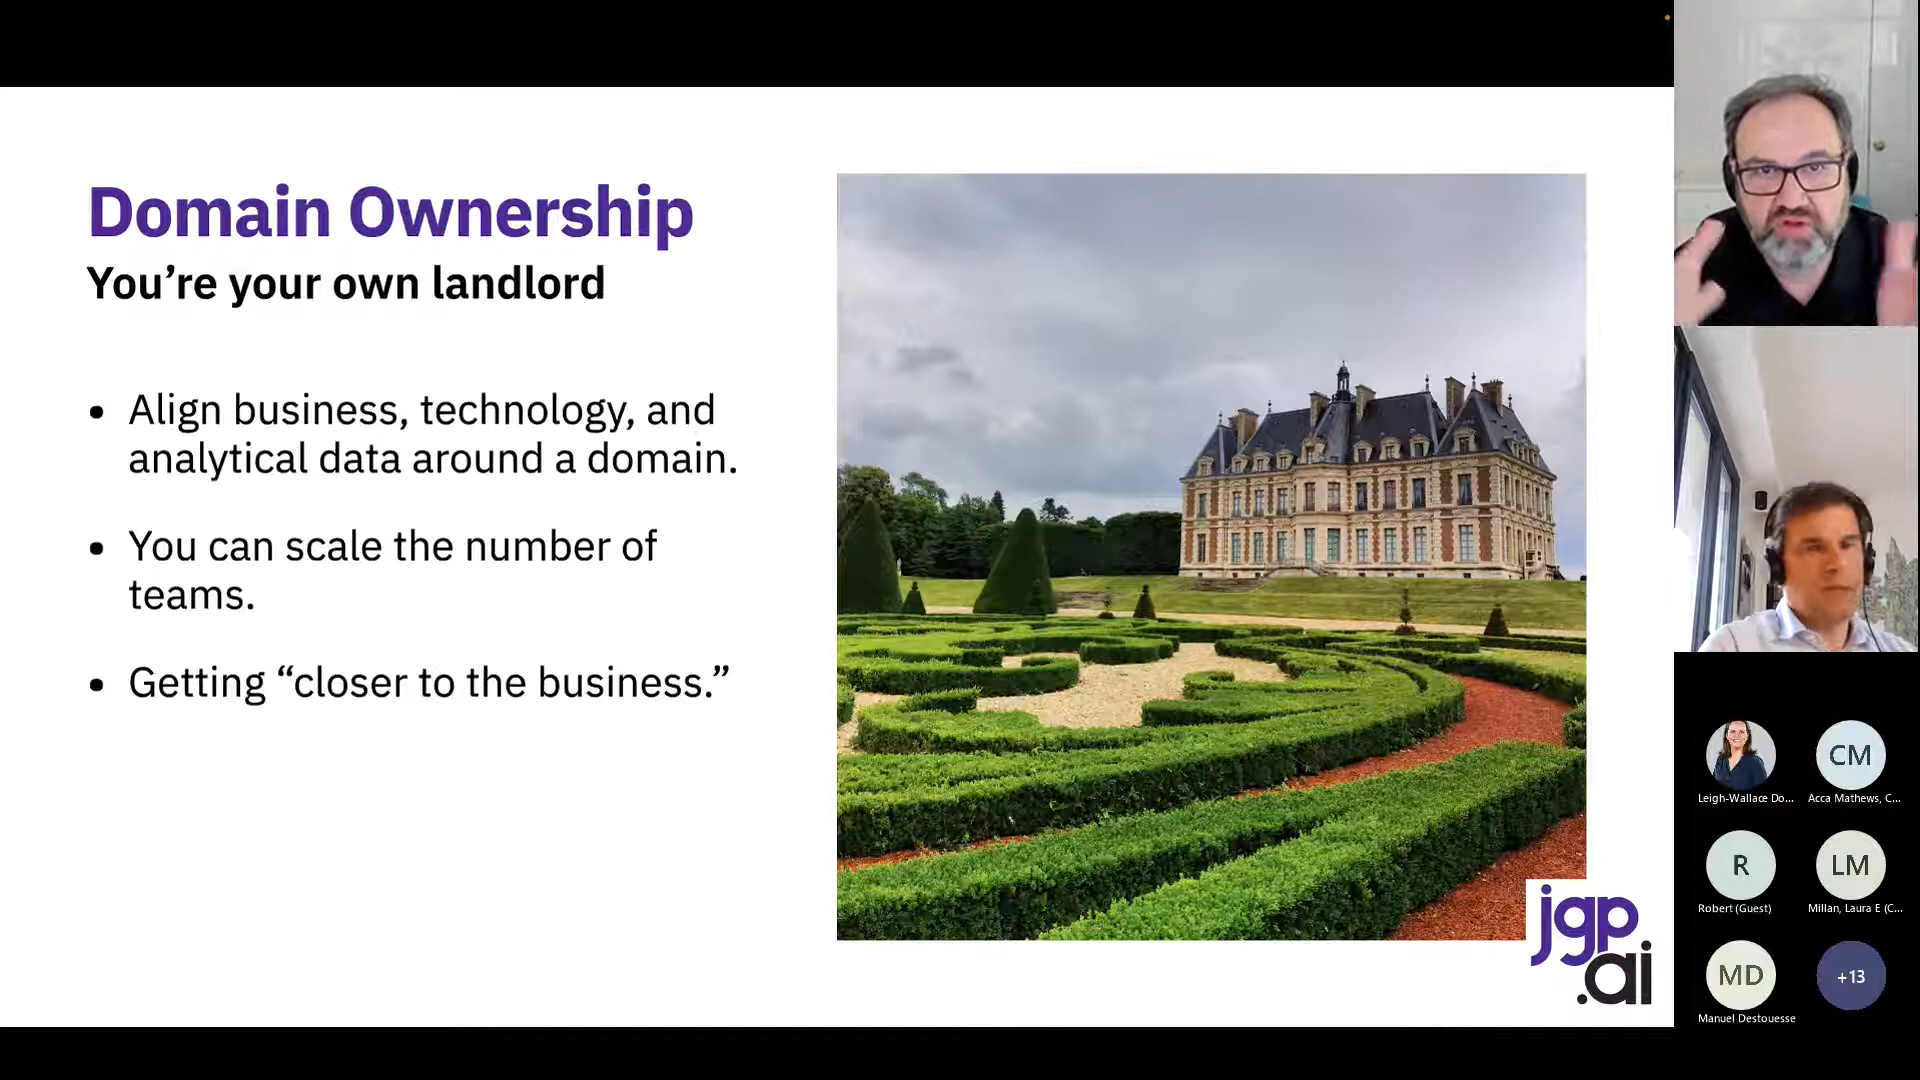 Domain Ownership
You’re your own landlord
• Align business, technology, and
analytical data around a domain.
• You can scale the number of
teams.
• Getting “closer to the business.”
jgp
.ai
Leigh-Wallace Do...
CM
Acca Mathews, C...
R
Robert (Guest)
LM
Millan, Laura E (C...
MD
Manuel Destouesse
+13